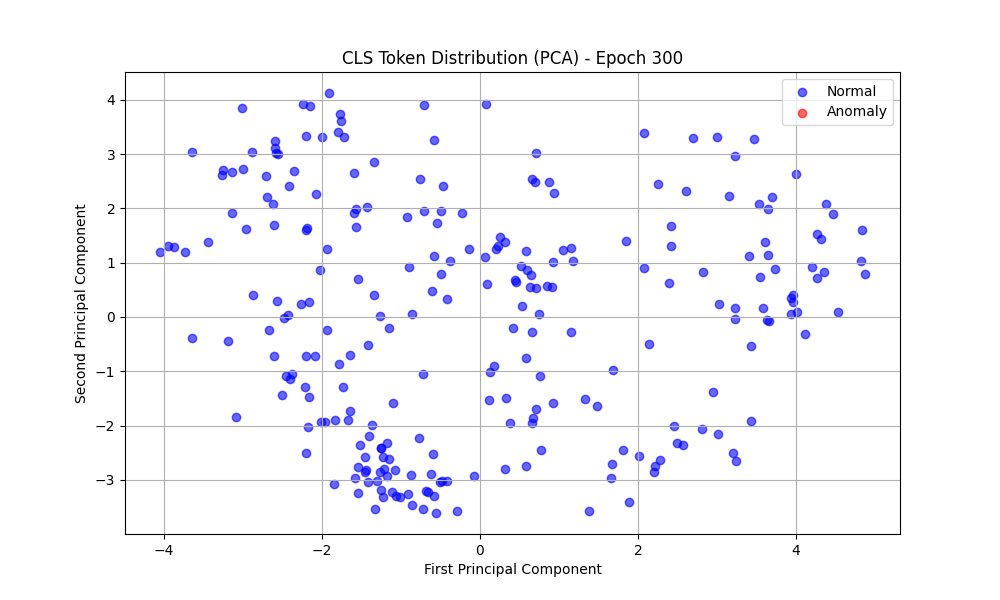 CLS Token Distribution (PCA) - Epoch 300
Normal
Anomaly
Second Principal Component
4
3
2
1
0
−1
−2
−3
−4
−2
0
2
4
First Principal Component